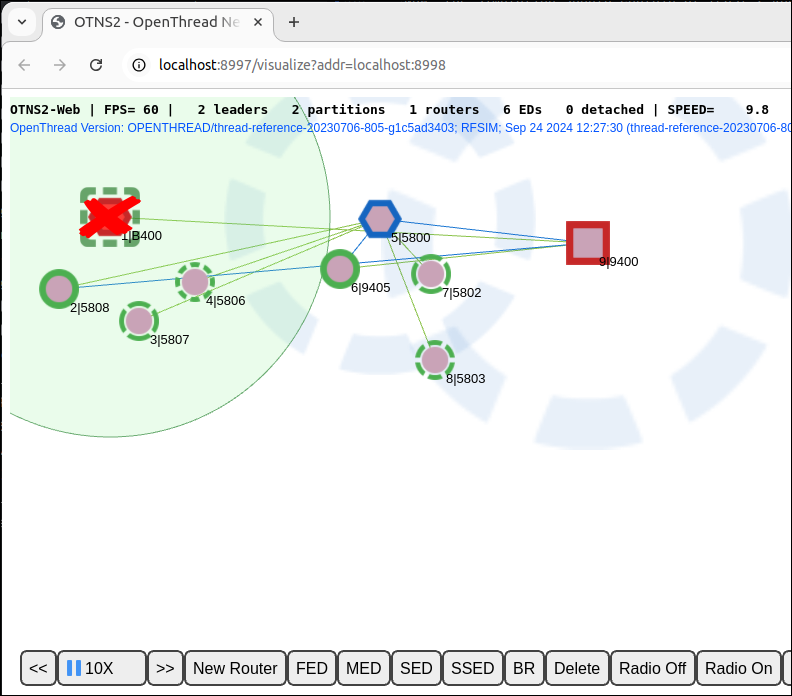 OTNS2 - OpenThread Ne
localhost:8997/visualize?addr=localhost:8998
OTNS2-Web | FPS= 60 | 2 leaders 2 partitions 1 routers 6 EDs 0 detached | SPEED= 9.8
OpenThread Version: OPENTHREAD/thread-reference-20230706-805-g1c5ad3403; RFSIM; Sep 24 2024 12:27:30 (thread-reference-20230706-80
1|B400
5|5800
9|9400
6|9405
7|5802
4|5806
2|5808
3|5807
8|5803
<< 10X >> New Router FED MED SED SSED BR Delete Radio Off Radio On